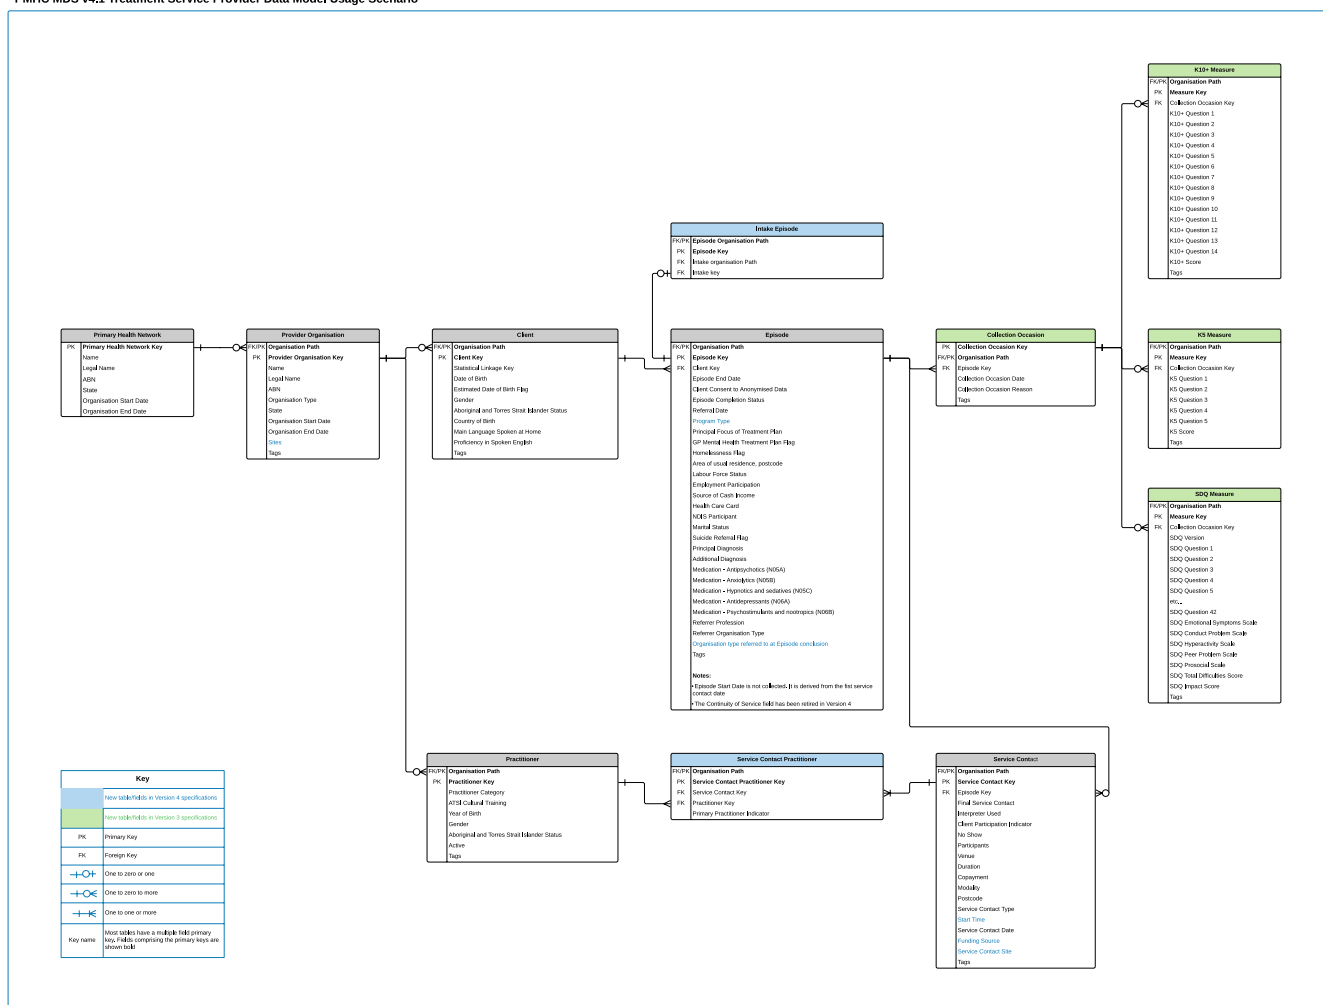 PMHC MDS v4.1 Treatment Service Provider Data Model Usage Scenario
K10+ Measure
FK/PK Organisation Path
PK Measure Key
FK Collection Occasion Key
K10+ Question 1
K10+ Question 2
K10+ Question 3
K10+ Question 4
K10+ Question 5
K10+ Question 6
K10+ Question 7
K10+ Question 8
K10+ Question 9
K10+ Question 10
K10+ Question 11
K10+ Question 12
K10+ Question 13
K10+ Question 14
K10+ Score
Tags
Intake Episode
FK/PK Episode Organisation Path
PK Episode Key
FK Intake organisation Path
FK Intake key
Primary Health Network
PK Primary Health Network Key
Name
Legal Name
ABN
State
Organisation Start Date
Organisation End Date
Provider Organisation
FK/PK Organisation Path
PK Provider Organisation Key
Name
Legal Name
ABN
Organisation Type
State
Organisation Start Date
Organisation End Date
Sites
Tags
Client
FK/PK Organisation Path
PK Client Key
Statistical Linkage Key
Date of Birth
Estimated Date of Birth Flag
Gender
Aboriginal and Torres Strait Islander Status
Country of Birth
Main Language Spoken at Home
Proficiency in Spoken English
Tags
Episode
FK/PK Organisation Path
PK Episode Key
FK Client Key
Episode End Date
Client Consent to Anonymised Data
Episode Completion Status
Referral Date
Program Type
Principal Focus of Treatment Plan
GP Mental Health Treatment Plan Flag
Homelessness Flag
Area of usual residence, postcode
Labour Force Status
Employment Participation
Source of Cash Income
Health Care Card
NDIS Participant
Marital Status
Suicide Referral Flag
Principal Diagnosis
Additional Diagnosis
Medication - Antipsychotics (N05A)
Medication - Anxiolytics (N05B)
Medication - Hypnotics and sedatives (N05C)
Medication - Antidepressants (N06A)
Medication - Psychostimulants and nootropics (N06B)
Referrer Profession
Referrer Organisation Type
Organisation type referred to at Episode conclusion
Tags
Notes:
• Episode Start Date is not collected. It is derived from the fist service
contact date
• The Continuity of Service field has been retired in Version 4
Collection Occasion
PK Collection Occasion Key
FK/PK Organisation Path
FK Episode Key
Collection Occasion Date
Collection Occasion Reason
Tags
K5 Measure
FK/PK Organisation Path
PK Measure Key
FK Collection Occasion Key
K5 Question 1
K5 Question 2
K5 Question 3
K5 Question 4
K5 Question 5
K5 Score
Tags
SDQ Measure
FK/PK Organisation Path
PK Measure Key
FK Collection Occasion Key
SDQ Version
SDQ Question 1
SDQ Question 2
SDQ Question 3
SDQ Question 4
SDQ Question 5
etc...
SDQ Question 42
SDQ Emotional Symptoms Scale
SDQ Conduct Problem Scale
SDQ Hyperactivity Scale
SDQ Peer Problem Scale
SDQ Prosocial Scale
SDQ Total Difficulties Score
SDQ Impact Score
Tags
Practitioner
FK/PK Organisation Path
PK Practitioner Key
Practitioner Category
ATSI Cultural Training
Year of Birth
Gender
Aboriginal and Torres Strait Islander Status
Active
Tags
Service Contact Practitioner
FK/PK Organisation Path
PK Service Contact Practitioner Key
FK Service Contact Key
FK Practitioner Key
Primary Practitioner Indicator
Service Contact
FK/PK Organisation Path
PK Service Contact Key
FK Episode Key
Final Service Contact
Interpreter Used
Client Participation Indicator
No Show
Participants
Venue
Duration
Copayment
Modality
Postcode
Service Contact Type
Start Time
Service Contact Date
Funding Source
Service Contact Site
Tags
Key
New table/fields in Version 4 specifications
New table/fields in Version 3 specifications
PK Primary Key
FK Foreign Key
One to zero or one
One to zero to more
One to one or more
Key name Most tables have a multiple field primary
key. Fields comprising the primary keys are
shown bold